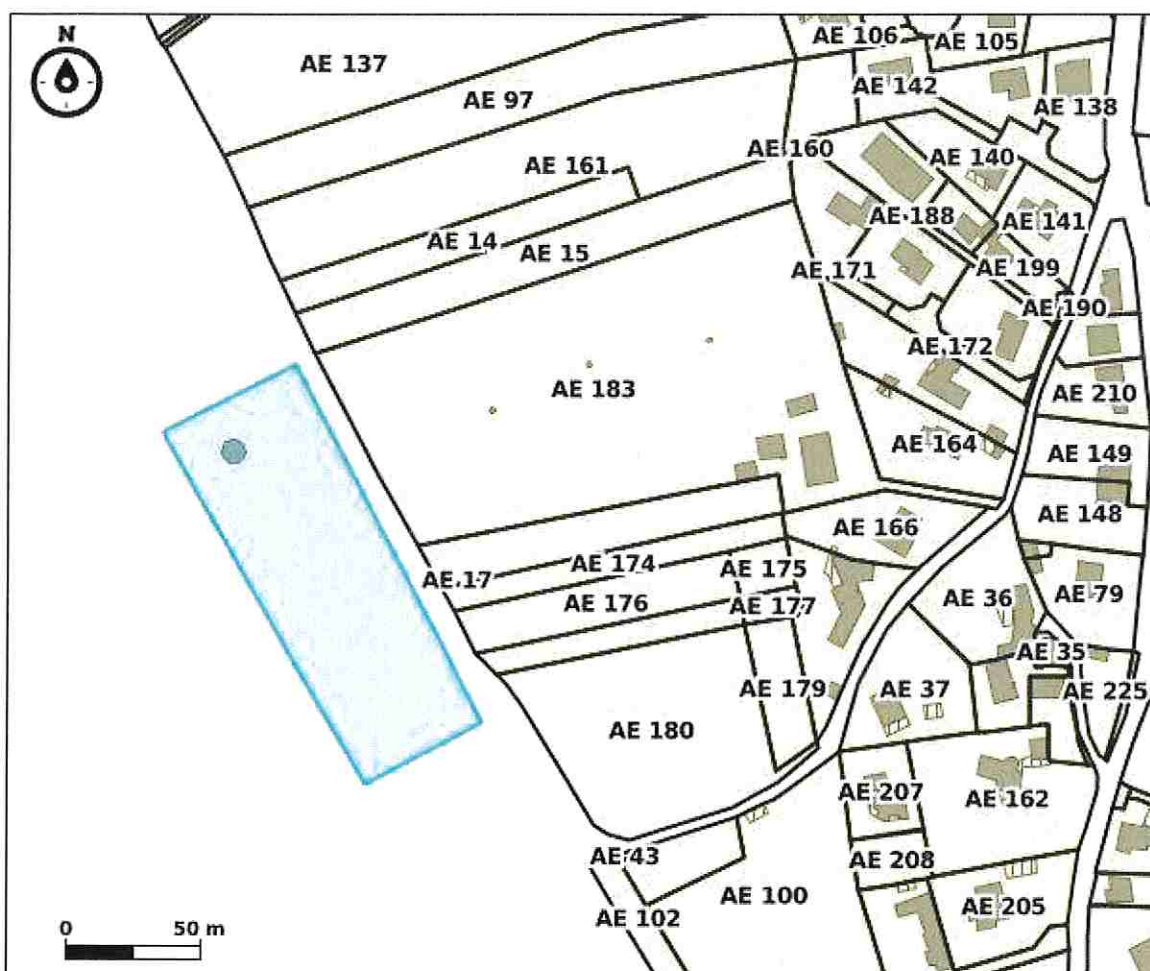 N
AE 106
AE 105
AE 137
AE 142
AE 97
AE 138
AE 160
AE 140
AE 161
AE 188
AE 141
AE 14
AE 15
AE 171
AE 199
AE 190
AE 172
AE 183
AE 210
AE 164
AE 149
AE 166
AE 148
AE 174
AE 175
AE 17
AE 176
AE 177
AE 36
AE 79
AE 35
AE 179
AE 37
AE 225
AE 180
AE 207
AE 162
AE 43
AE 208
AE 100
AE 205
AE 102
0 50 m